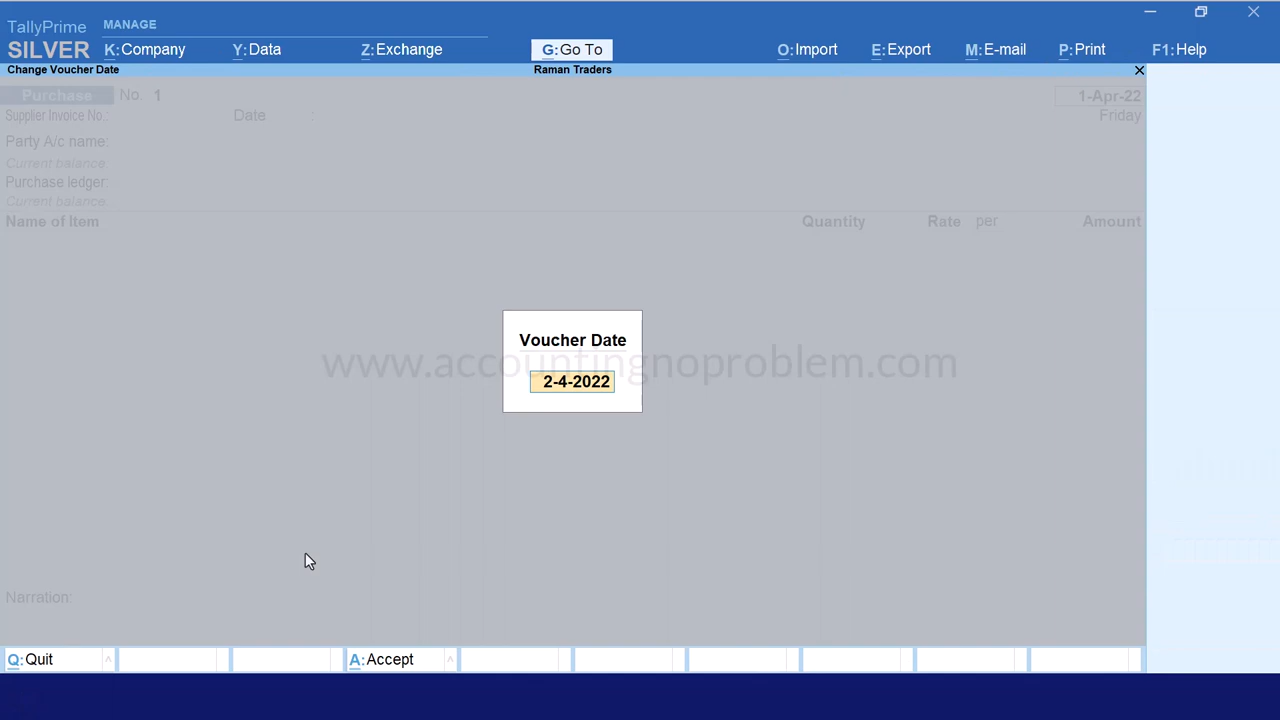 TallyPrime MANAGE
SILVER K:Company Y:Data Z:Exchange G:Go To O:Import E:Export M:E-mail P:Print F1:Help
Change Voucher Date Raman Traders
Purchase No. 1 1-Apr-22
Supplier Invoice No.: Date : Friday
Party A/c name:
Current balance:
Purchase ledger:
Current balance:
Name of Item Quantity Rate per Amount
Voucher Date
www.accountingnoproblem.com
2-4-2022
Narration:
Q:Quit A:Accept